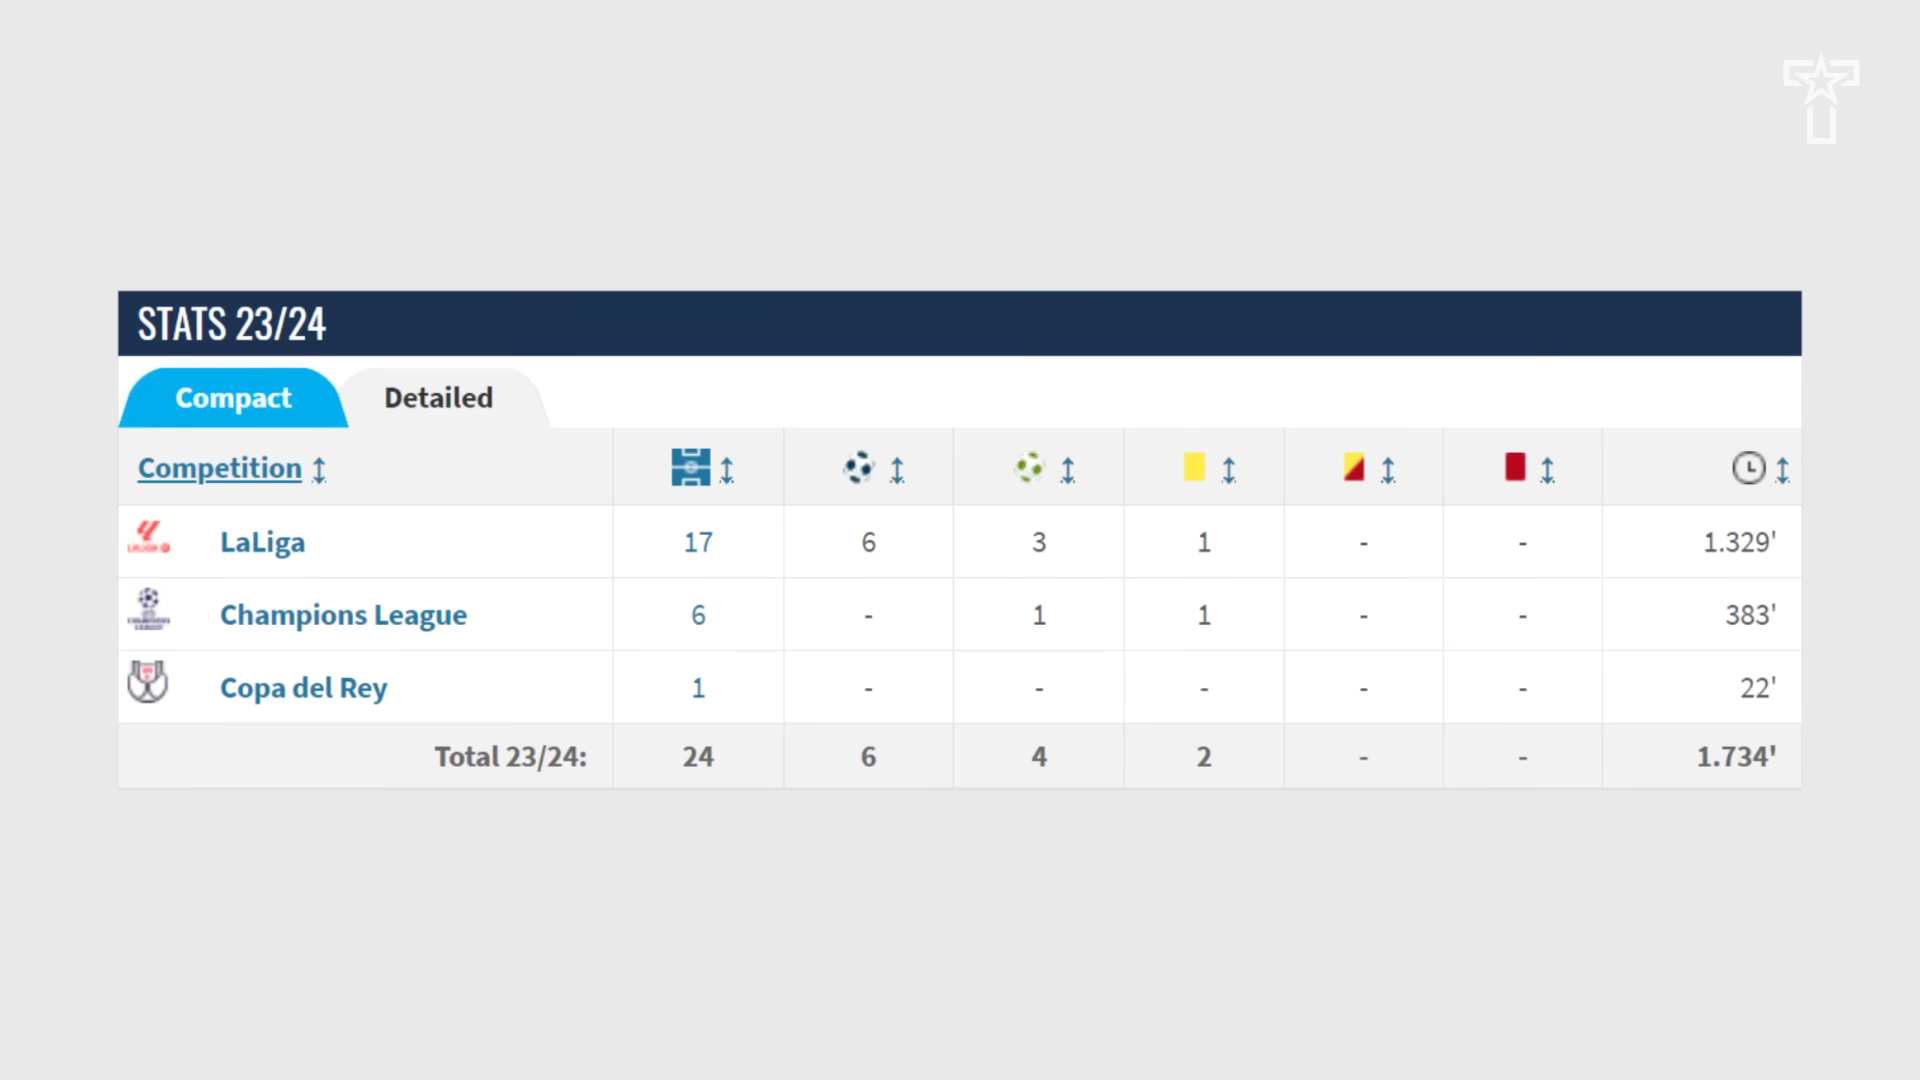 STATS 23/24
Compact Detailed
Competition
LaLiga 17 6 3 1 - - 1.329'
Champions League 6 - 1 1 - - 383'
Copa del Rey 1 - - - - - 22'
Total 23/24: 24 6 4 2 - - 1.734'